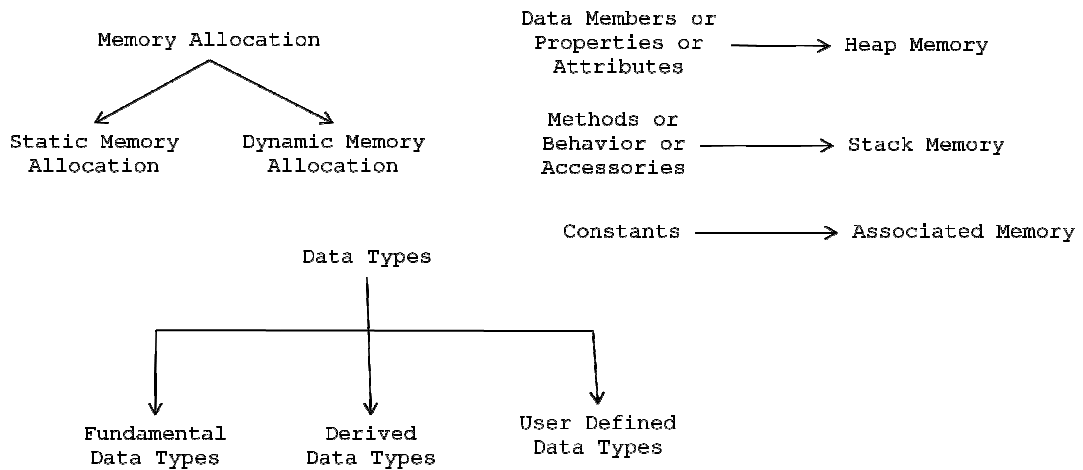 Memory Allocation
Static Memory
Allocation
Dynamic Memory
Allocation
Data Members or
Properties or
Attributes
Heap Memory
Methods or
Behavior or
Accessories
Stack Memory
Constants
Associated Memory
Data Types
Fundamental
Data Types
Derived
Data Types
User Defined
Data Types